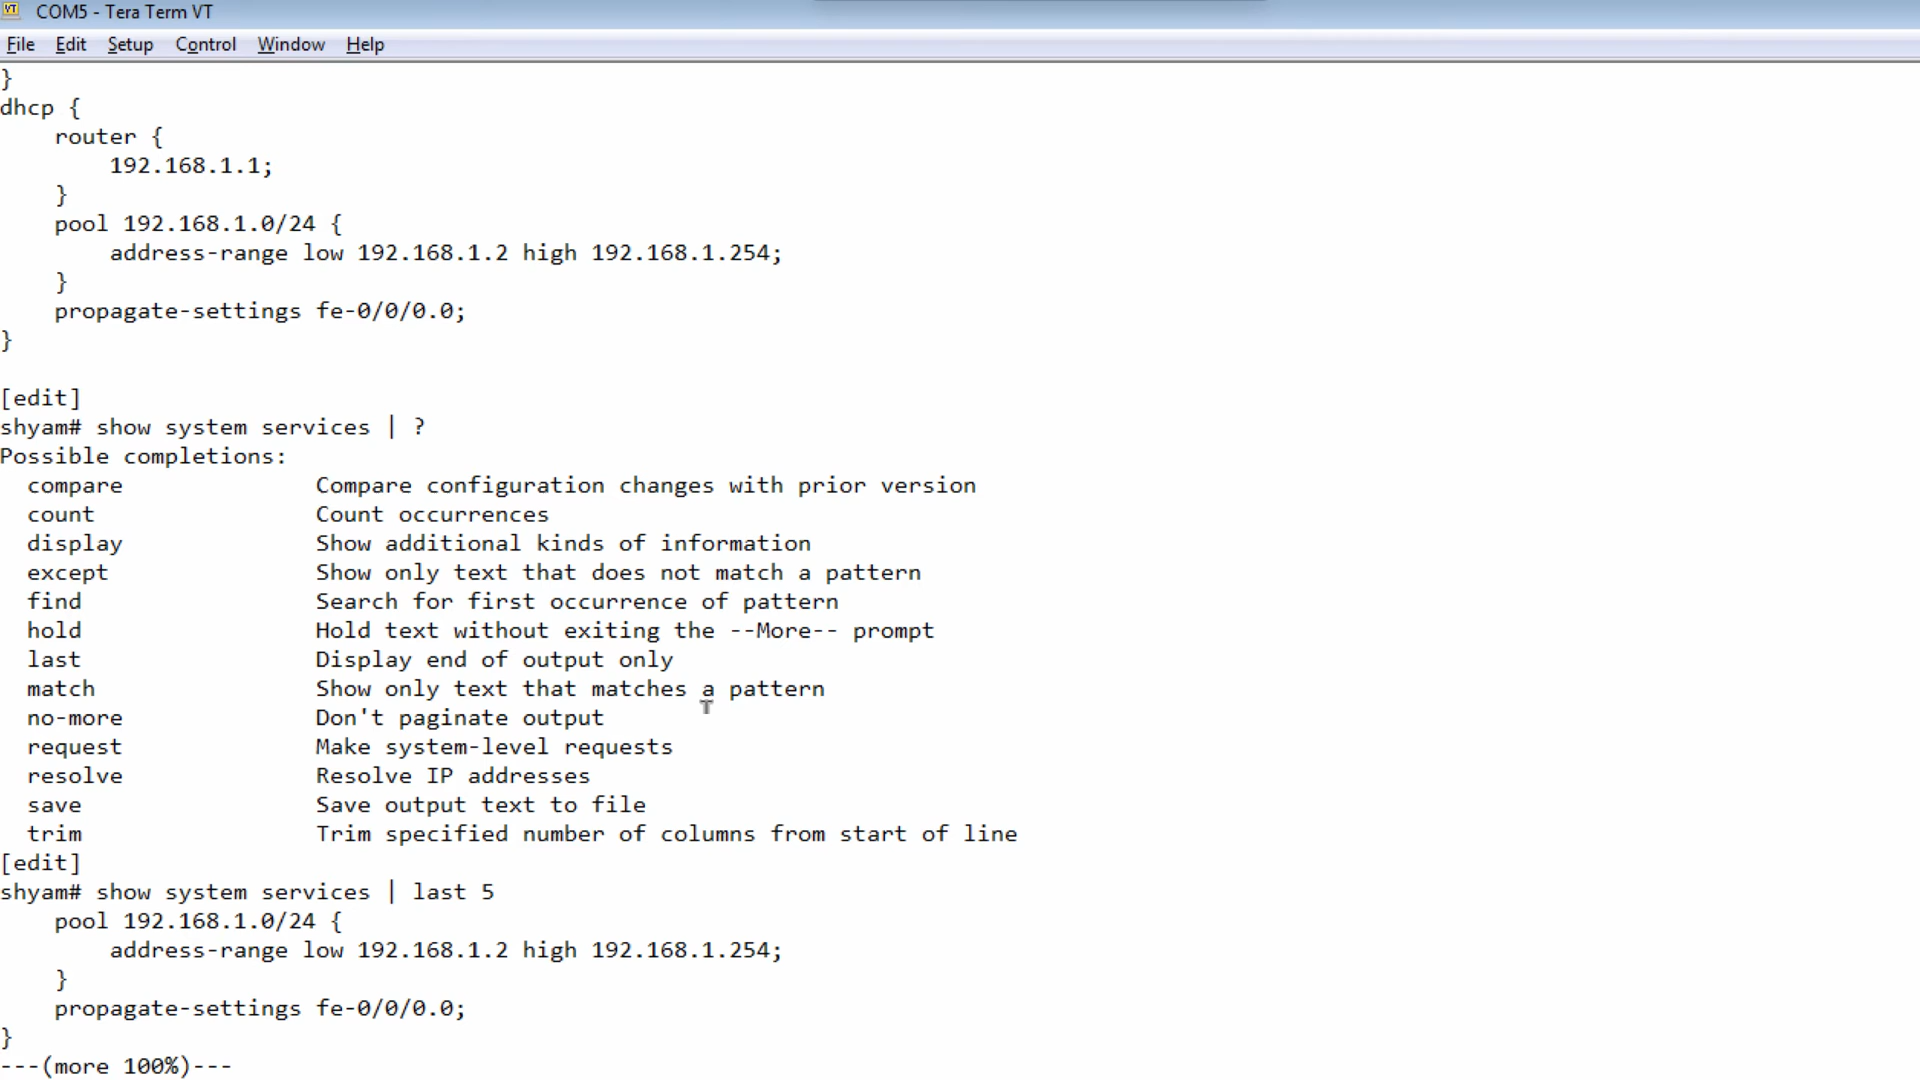 VT COM5 - Tera Term VT
File Edit Setup Control Window Help
}
dhcp {
    router {
        192.168.1.1;
    }
    pool 192.168.1.0/24 {
        address-range low 192.168.1.2 high 192.168.1.254;
    }
    propagate-settings fe-0/0/0.0;
}
[edit]
shyam# show system services | ?
Possible completions:
  compare              Compare configuration changes with prior version
  count                Count occurrences
  display              Show additional kinds of information
  except               Show only text that does not match a pattern
  find                 Search for first occurrence of pattern
  hold                 Hold text without exiting the --More-- prompt
  last                 Display end of output only
  match                Show only text that matches a pattern
  no-more              Don't paginate output
  request              Make system-level requests
  resolve              Resolve IP addresses
  save                 Save output text to file
  trim                 Trim specified number of columns from start of line
[edit]
shyam# show system services | last 5
    pool 192.168.1.0/24 {
        address-range low 192.168.1.2 high 192.168.1.254;
    }
    propagate-settings fe-0/0/0.0;
}
---(more 100%)---